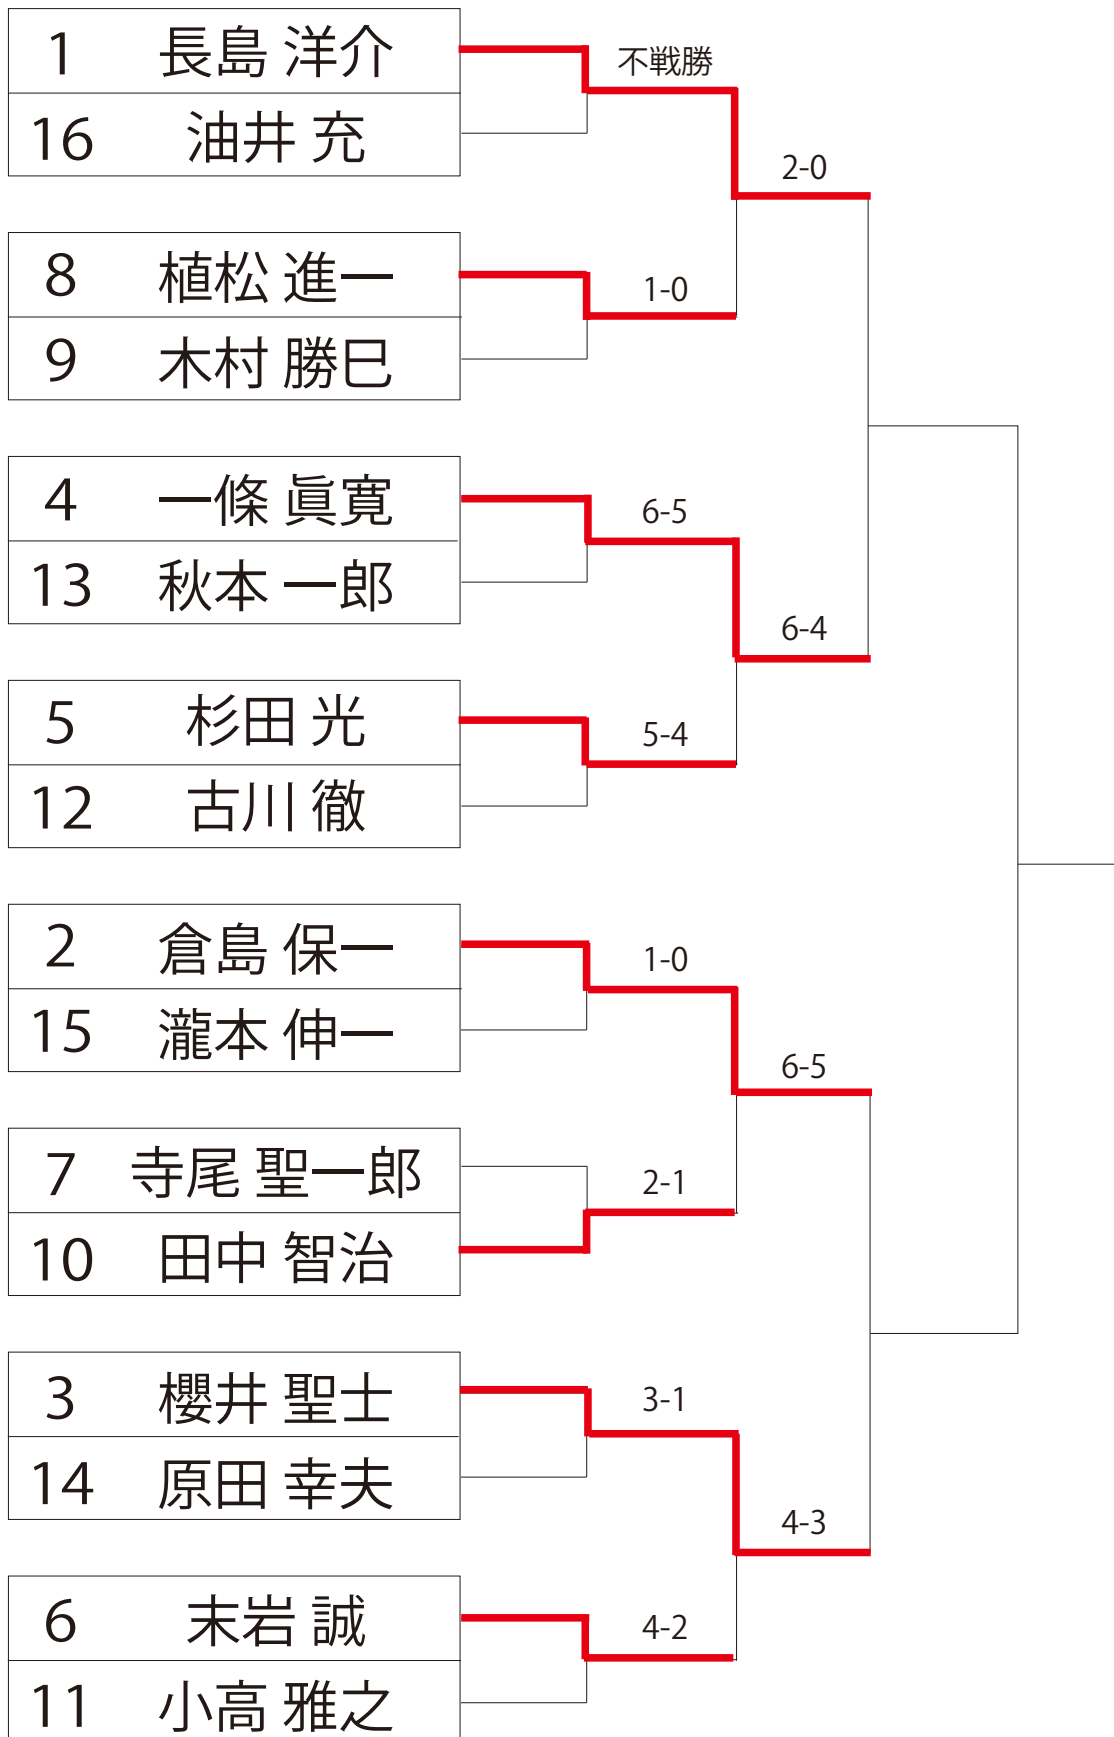 1 長島 洋介
不戦勝
16 油井 充
2-0
8 植松 進一
1-0
9 木村 勝巳
4 一條 眞寛
6-5
13 秋本 一郎
6-4
5 杉田 光
5-4
12 古川 徹
2 倉島 保一
1-0
15 瀧本 伸一
6-5
7 寺尾 聖一郎
2-1
10 田中 智治
3 櫻井 聖士
3-1
14 原田 幸夫
4-3
6 末岩 誠
4-2
11 小高 雅之